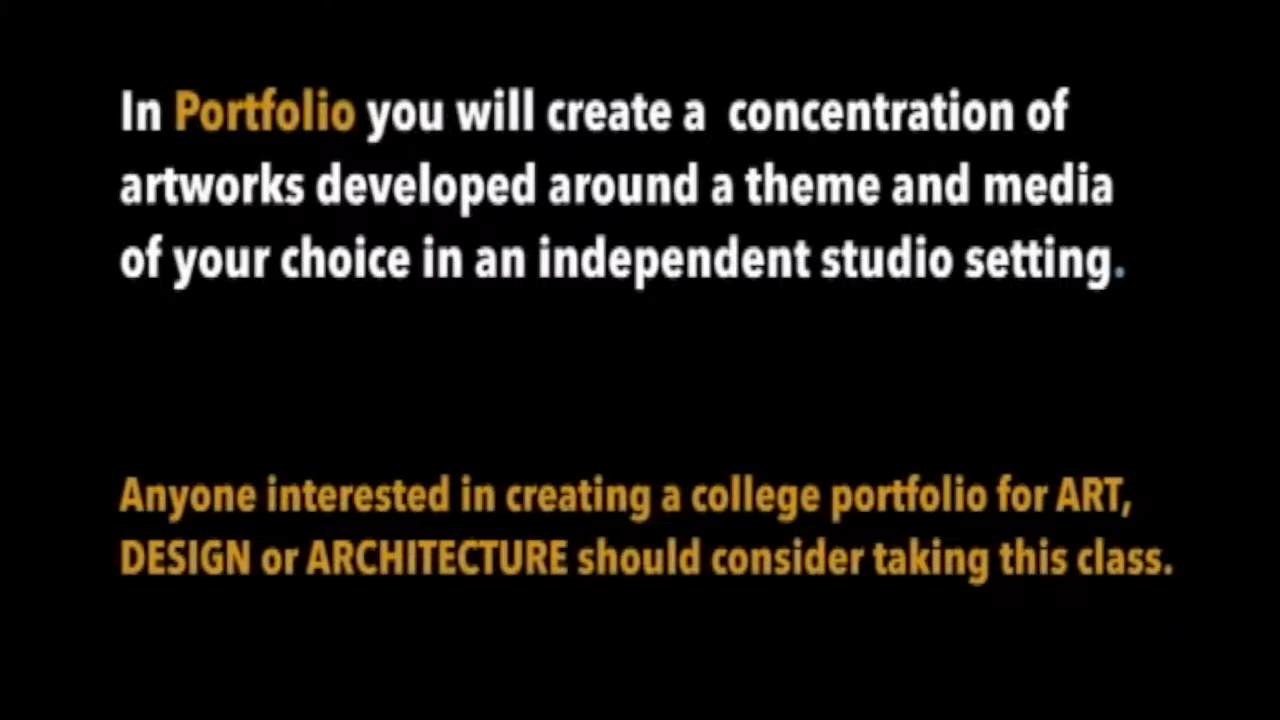 In Portfolio you will create a concentration of
artworks developed around a theme and media
of your choice in an independent studio setting.
Anyone interested in creating a college portfolio for ART,
DESIGN or ARCHITECTURE should consider taking this class.